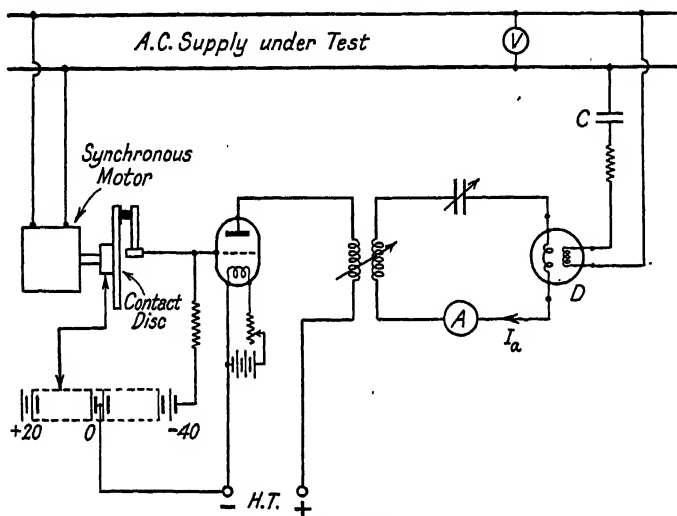 A.C. Supply under Test
V
C
Synchronous
Motor
Contact
Disc
D
A
Ia
+20
0
-40
- H.T. +